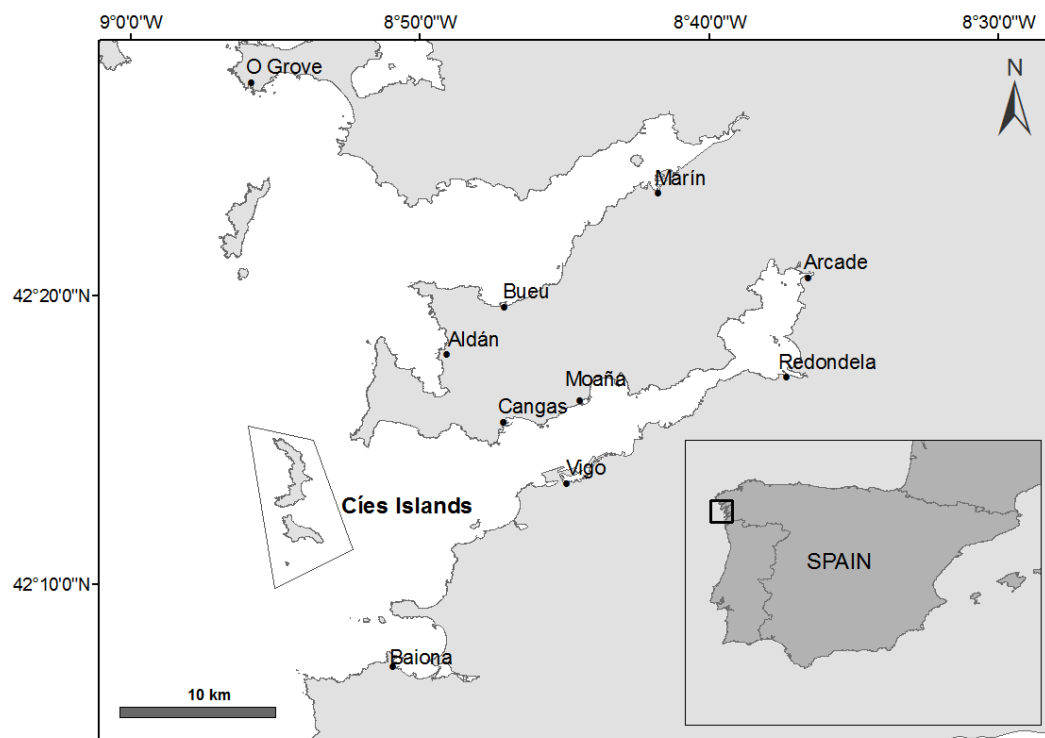 9°0'0"W 8°50'0"W 8°40'0"W 8°30'0"W
O Grove
N
Marín
Arcade
42°20'0"N
Bueu
Aldán
Redondela
Moaña
Cangas
Vigo
Cíes Islands
SPAIN
42°10'0"N
Baiona
10 km